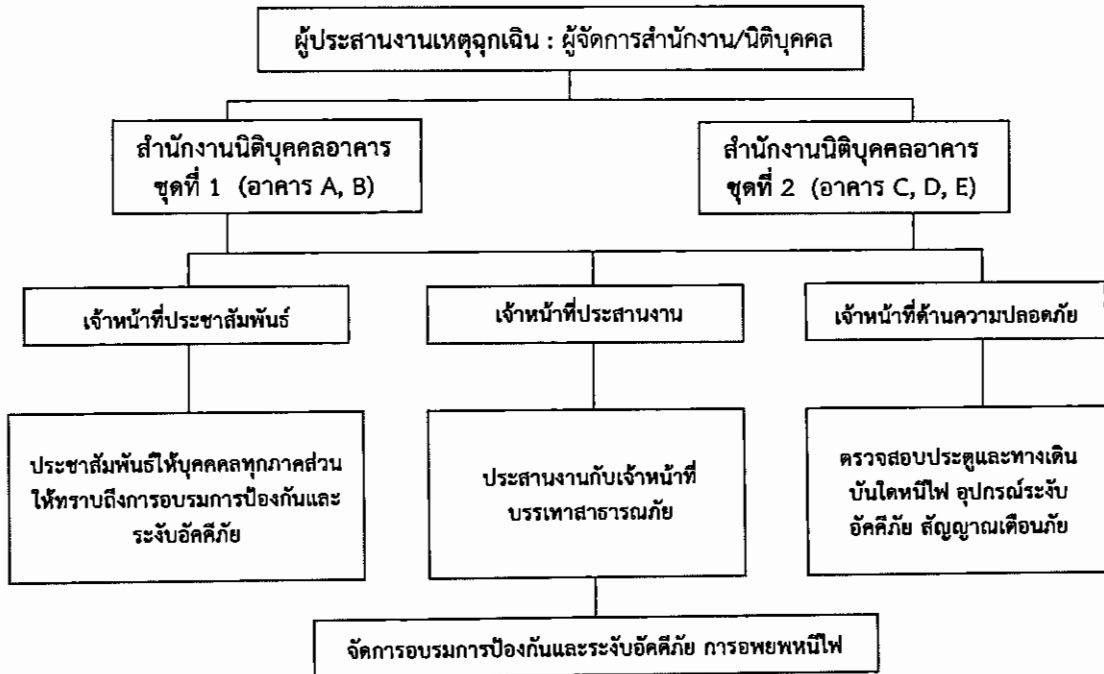 ผู้ประสานงานเหตุฉุกเฉิน : ผู้จัดการสำนักงาน/นิติบุคคล
สำนักงานนิติบุคคลอาคาร
ชุดที่ 1 (อาคาร A, B)
สำนักงานนิติบุคคลอาคาร
ชุดที่ 2 (อาคาร C, D, E)
เจ้าหน้าที่ประชาสัมพันธ์
เจ้าหน้าที่ประสานงาน
เจ้าหน้าที่ด้านความปลอดภัย
ประชาสัมพันธ์ให้บุคคคลทุกภาคส่วน
ให้ทราบถึงการอบรมการป้องกันและ
ระงับอัคคีภัย
ประสานงานกับเจ้าหน้าที่
บรรเทาสาธารณภัย
ตรวจสอบประตูและทางเดิน
บันไดหนีไฟ อุปกรณ์ระงับ
อัคคีภัย สัญญาณเตือนภัย
จัดการอบรมการป้องกันและระงับอัคคีภัย การอพยพหนีไฟ